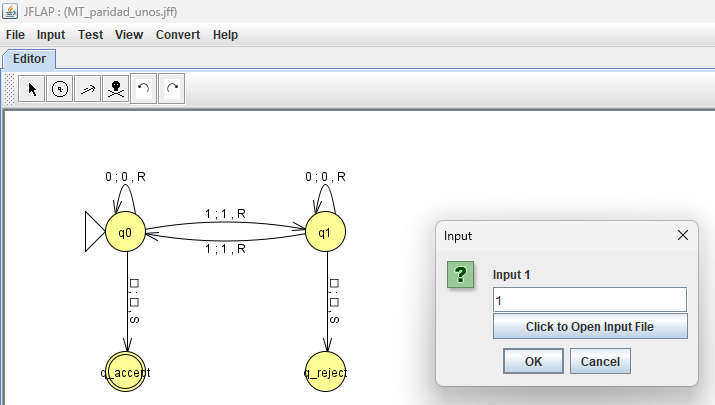 JFLAP : (MT_paridad_unos.jff)
File Input Test View Convert Help
Editor
0 ; 0 , R
0 ; 0 , R
1 ; 1 , R
q0
q1
1 ; 1 , R
□ ; □ , S
□ ; □ , S
q_accept
q_reject
Input
?
Input 1
1
Click to Open Input File
OK
Cancel